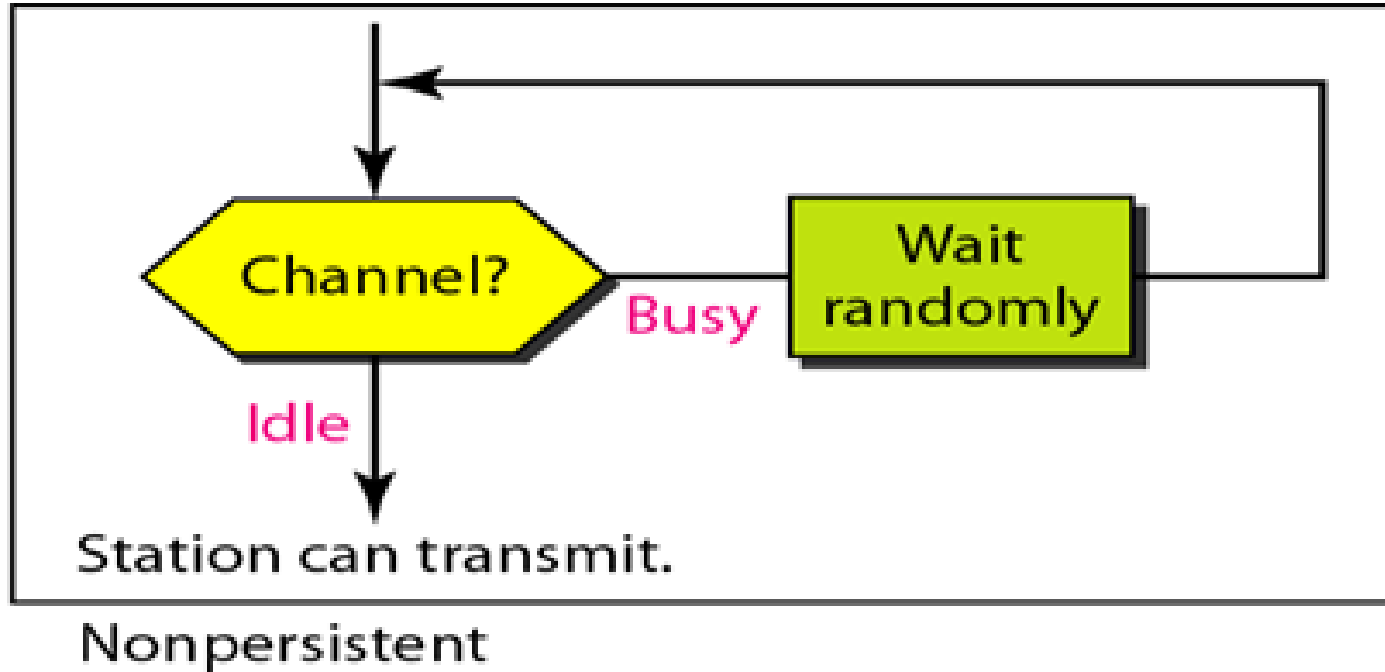 Channel?
Busy
Wait
randomly
Idle
Station can transmit.
Nonpersistent